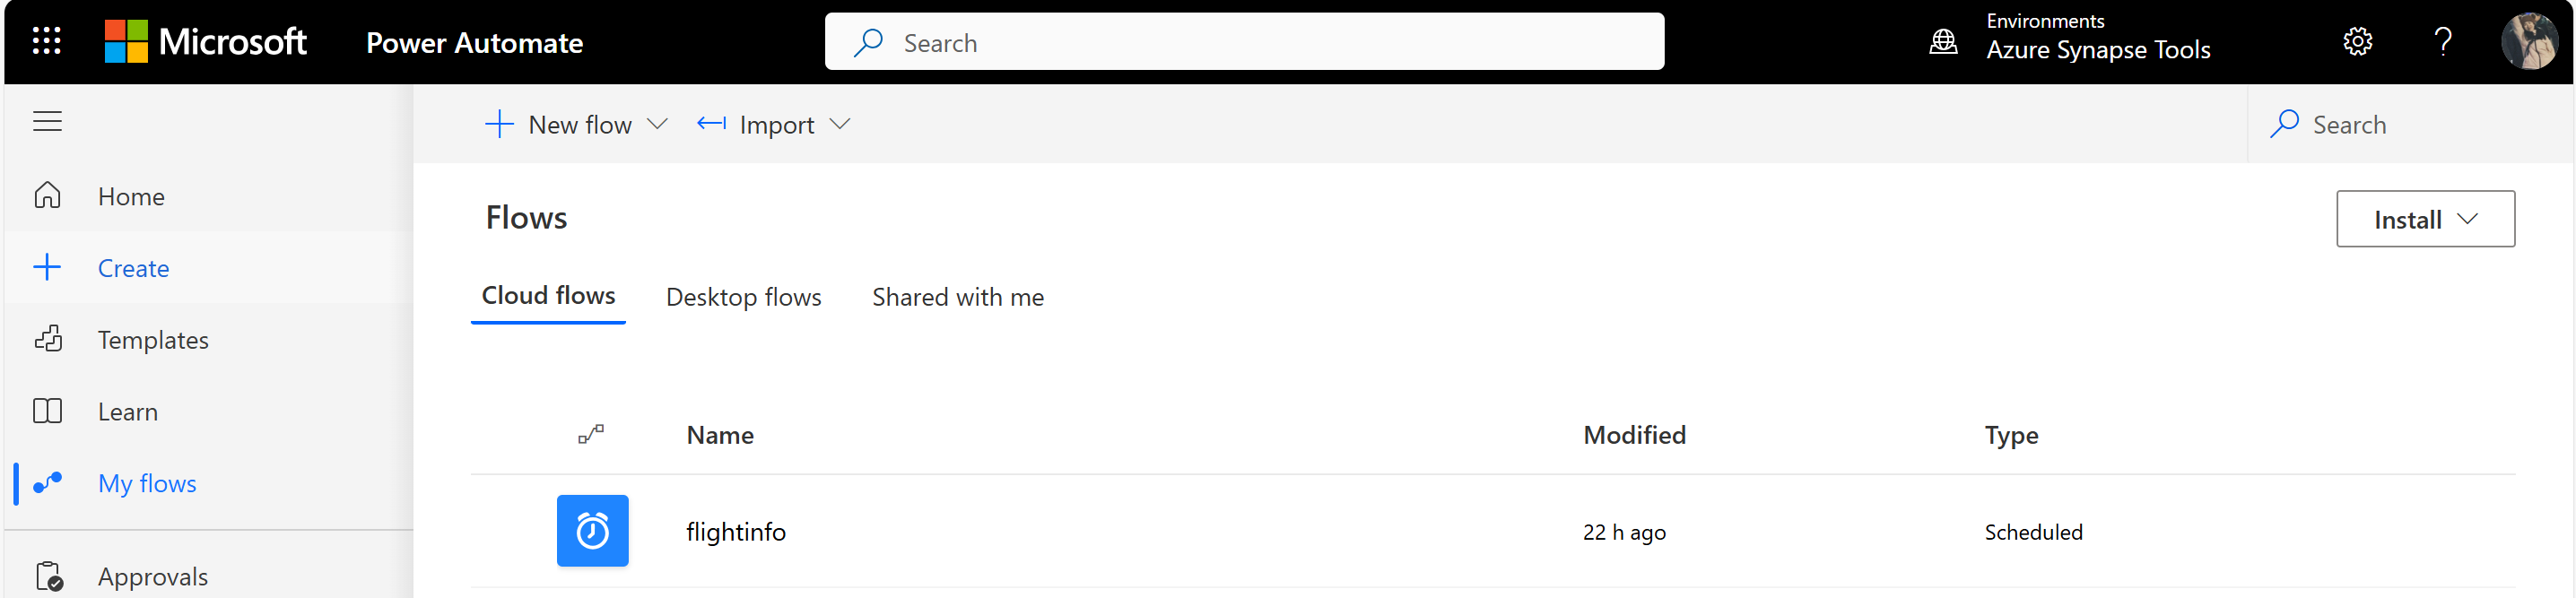 Microsoft Power Automate Search Environments
Azure Synapse Tools ?
New flow Import Search
Home
Flows Install
Create
Cloud flows Desktop flows Shared with me
Templates
Learn
Name Modified Type
My flows
flightinfo 22 h ago Scheduled
Approvals